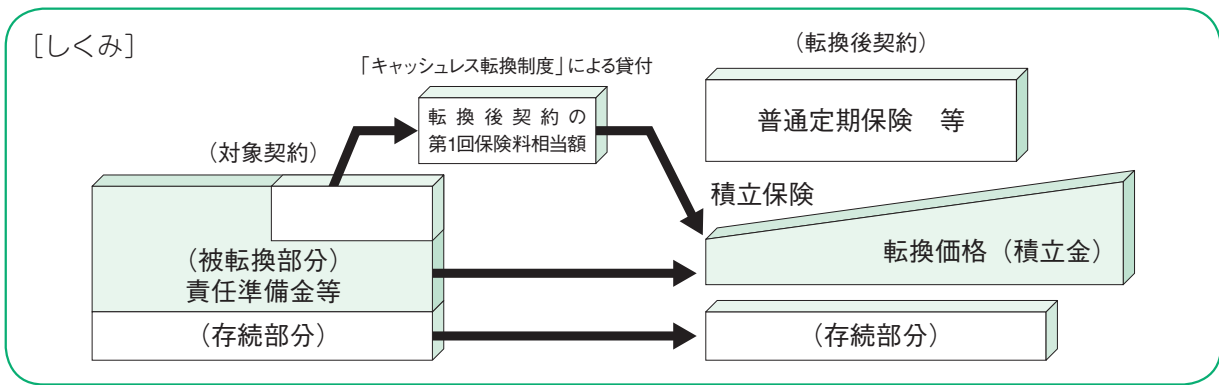 [しくみ]
「キャッシュレス転換制度」による貸付
転換後契約の
第1回保険料相当額
(対象契約)
(被転換部分)
責任準備金等
(存続部分)
(転換後契約)
普通定期保険 等
積立保険
転換価格(積立金)
(存続部分)